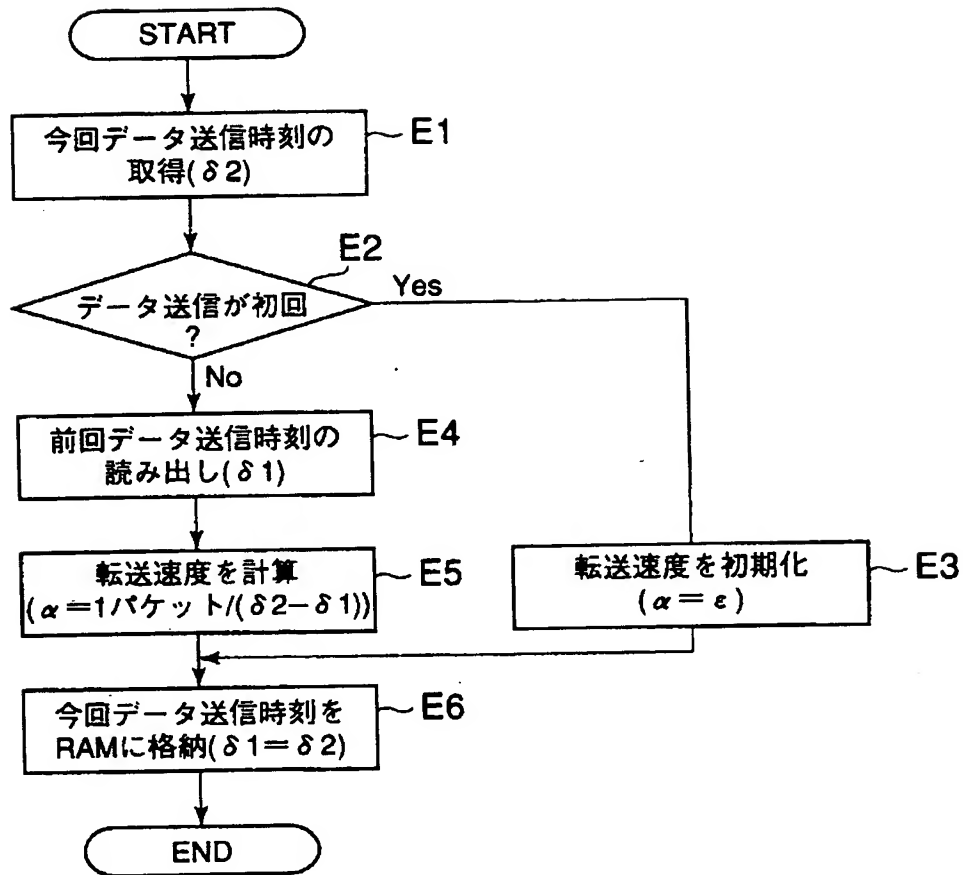 START
今回データ送信時刻の
取得(δ2)
E1
E2
データ送信が初回
?
Yes
No
前回データ送信時刻の
読み出し(δ1)
E4
転送速度を計算
(α=1パケット/(δ2-δ1))
E5
転送速度を初期化
(α=ε)
E3
今回データ送信時刻を
RAMに格納(δ1=δ2)
E6
END